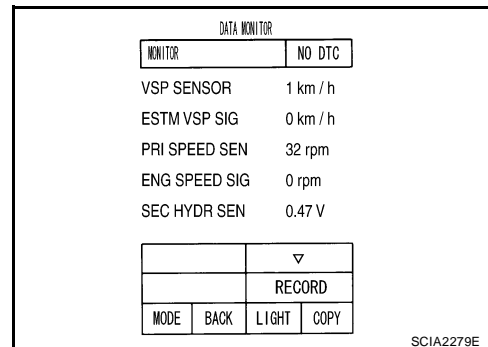 DATA MONITOR
MONITOR NO DTC
VSP SENSOR 1 km / h
ESTM VSP SIG 0 km / h
PRI SPEED SEN 32 rpm
ENG SPEED SIG 0 rpm
SEC HYDR SEN 0.47 V
▽
RECORD
MODE BACK LIGHT COPY
SCIA2279E